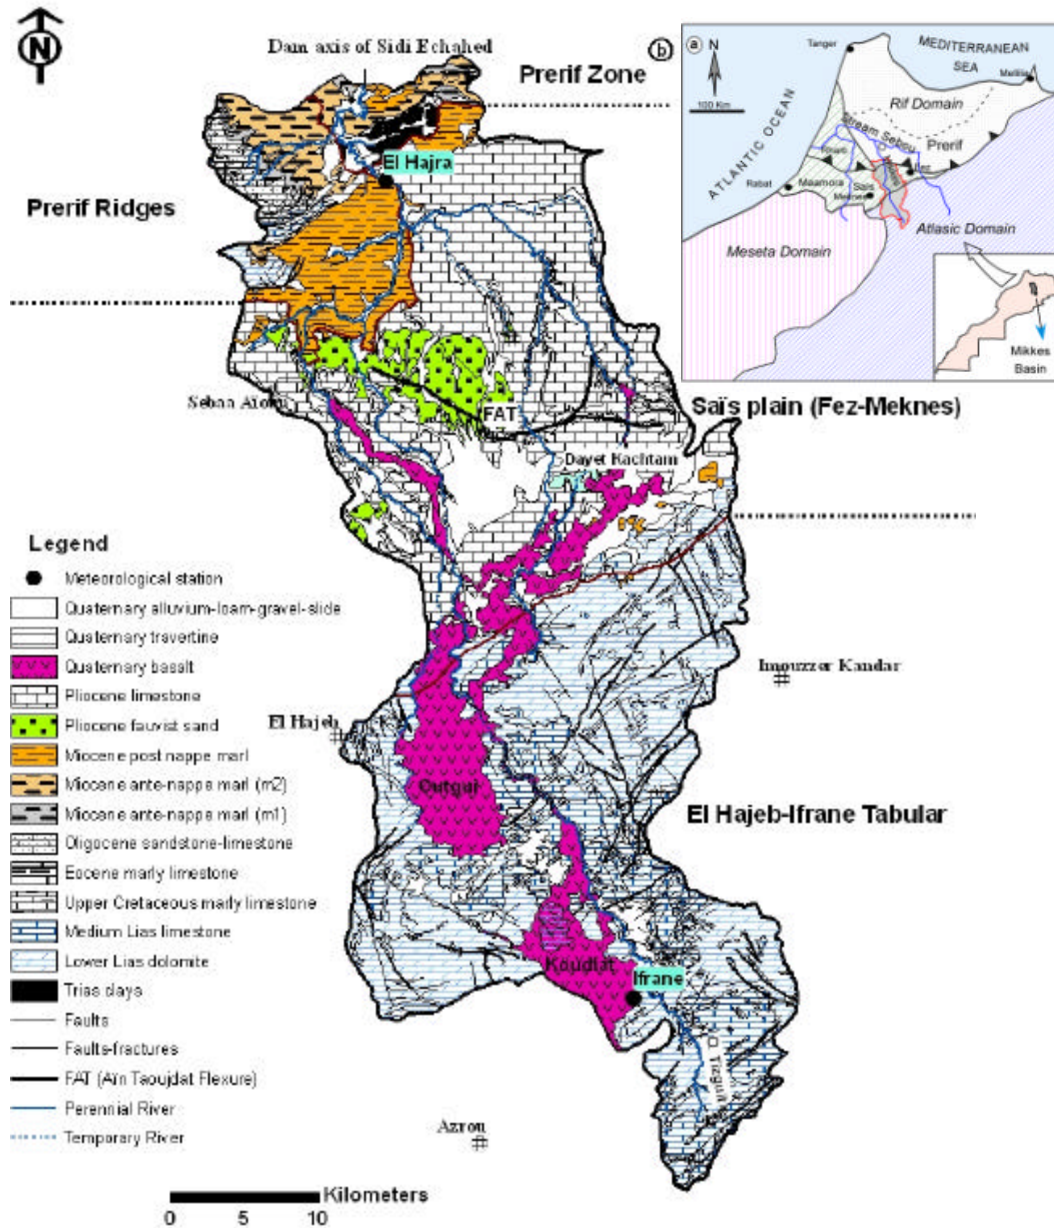 N
Dam axis of Sidi Echahed
Prerif Zone
El Hajra
Prerif Ridges
FAT
Saïs plain (Fez-Meknes)
Dayet Kachtam
Imouzzer Kandar
El Hajeb
Outgui
El Hajeb-Ifrane Tabular
Koudiat
Ifrane
Azrou
b
a
N
100 Km
Tanger
MEDITERRANEAN
SEA
Melilia
Rif Domain
ATLANTIC OCEAN
Stream Sebou
Prerif
Fez
Rabat
Maamora
Saïs
Meknes
Atlasic Domain
Meseta Domain
Mikkes
Basin
Legend
Meteorological station
Quaternary alluvium-loam-gravel-slide
Quaternary travertine
Quaternary basalt
Pliocene limestone
Pliocene fauvist sand
Miocene post nappe marl
Miocene ante-nappe marl (m2)
Miocene ante-nappe marl (m1)
Oligocene sandstone-limestone
Eocene marly limestone
Upper Cretaceous marly limestone
Medium Lias limestone
Lower Lias dolomite
Trias clays
Faults
Faults-fractures
FAT (Aïn Taoujdat Flexure)
Perennial River
Temporary River
Kilometers
0 5 10